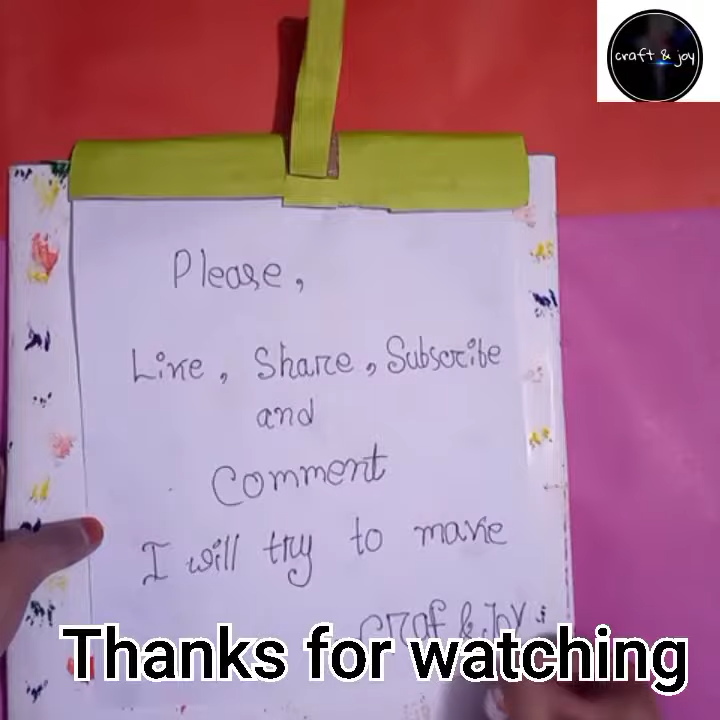 craft & joy
Please,
Like, Share, Subscribe
and
Comment
I will try to make
Thanks for watching